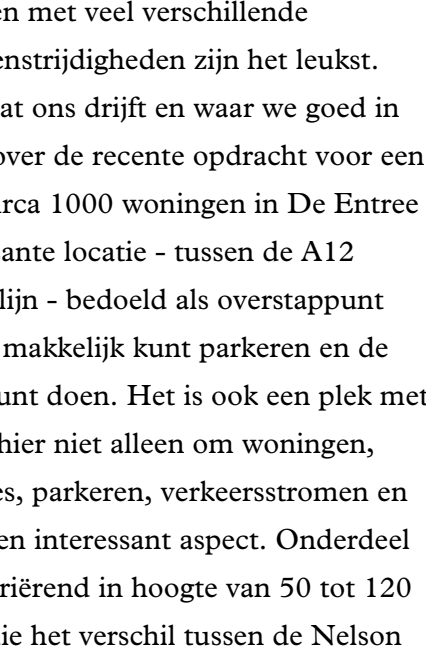 en met veel verschillende
enstrijdigheden zijn het leukst.
at ons drijft en waar we goed in
over de recente opdracht voor een
irca 1000 woningen in De Entree
ante locatie - tussen de A12
lijn - bedoeld als overstappunt
makkelijk kunt parkeren en de
unt doen. Het is ook een plek met
hier niet alleen om woningen,
es, parkeren, verkeersstromen en
en interessant aspect. Onderdeel
riërend in hoogte van 50 tot 120
die het verschil tussen de Nelson